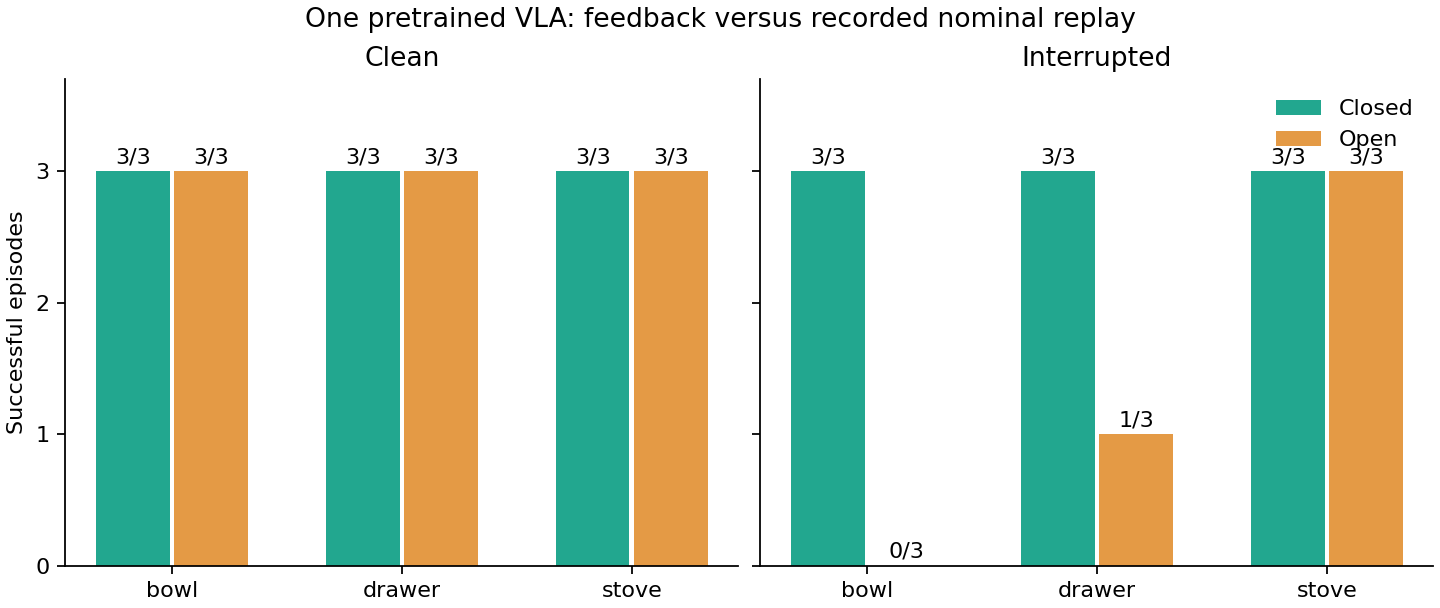 One pretrained VLA: feedback versus recorded nominal replay
Clean
Successful episodes
3
2
1
0
3/3 3/3 3/3 3/3 3/3 3/3
bowl drawer stove
Interrupted
Closed
Open
3/3 0/3 3/3 1/3 3/3 3/3
bowl drawer stove